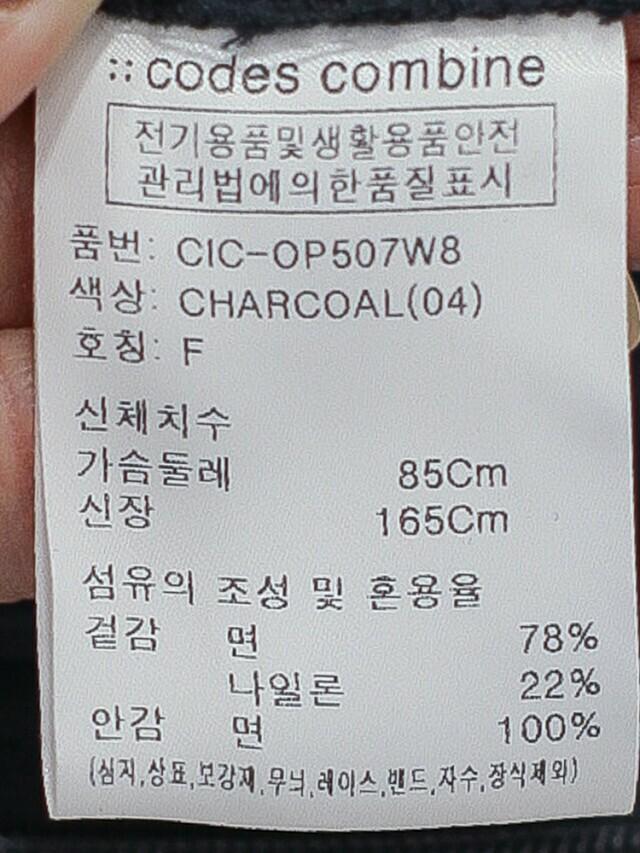 codes combine
전기용품및생활용품안전
관리법에의한품질표시
품번: CIC-OP507W8
색상: CHARCOAL(04)
호칭: F
신체치수
가슴둘레 85Cm
신장 165Cm
섬유의 조성 및 혼용율
겉감 면 78%
나일론 22%
안감 면 100%
(심지,상표,보강재,무늬,레이스,밴드,자수,장식제외)